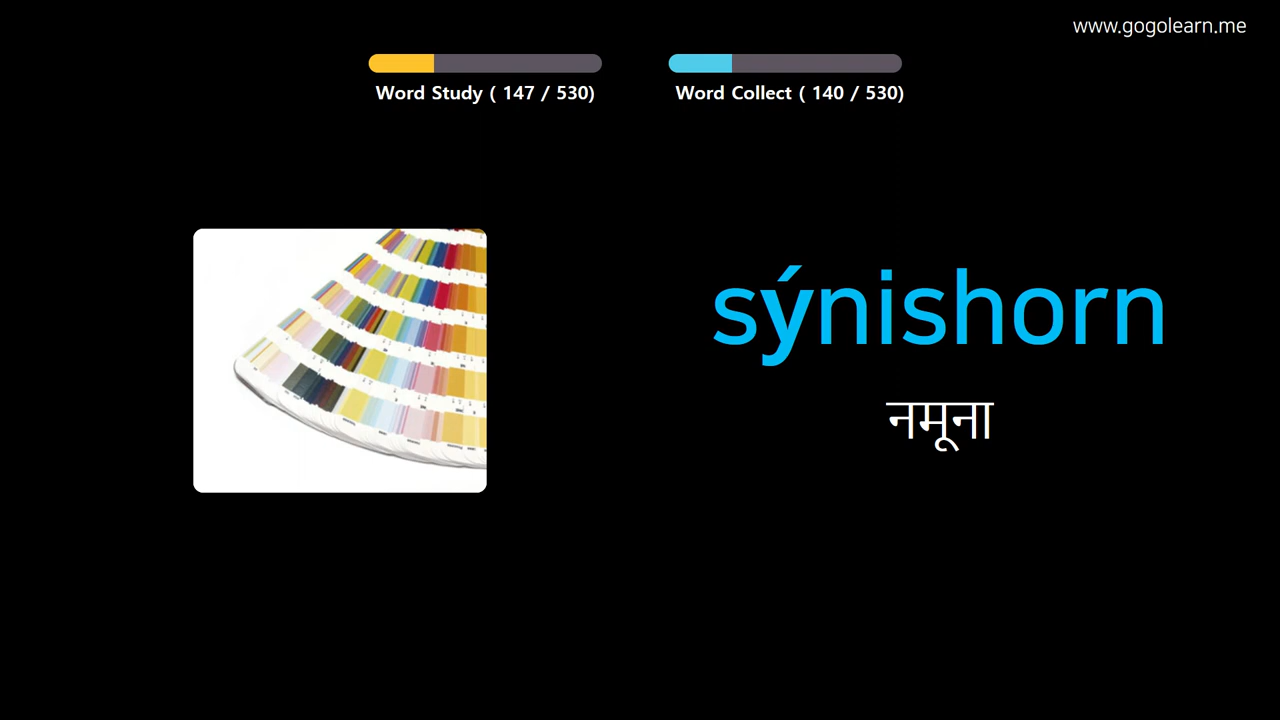 www.gogolearn.me
Word Study ( 147 / 530)
Word Collect ( 140 / 530)
sýnishorn
नमूना